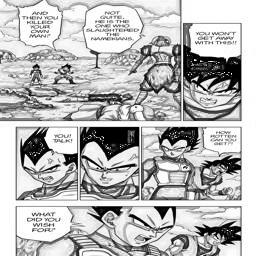 YOU WON'T
GET AWAY
WITH THIS!!
NOT
QUITE.
HE IS THE
ONE WHO
SLAUGHTERED
THE
NAMEKIANS.
AND
THEN YOU
KILLED
YOUR
OWN
MAN?
HOW
ROTTEN
CAN YOU
GET?!
YOU!
TALK!
WHAT
DID YOU
WISH
FOR?